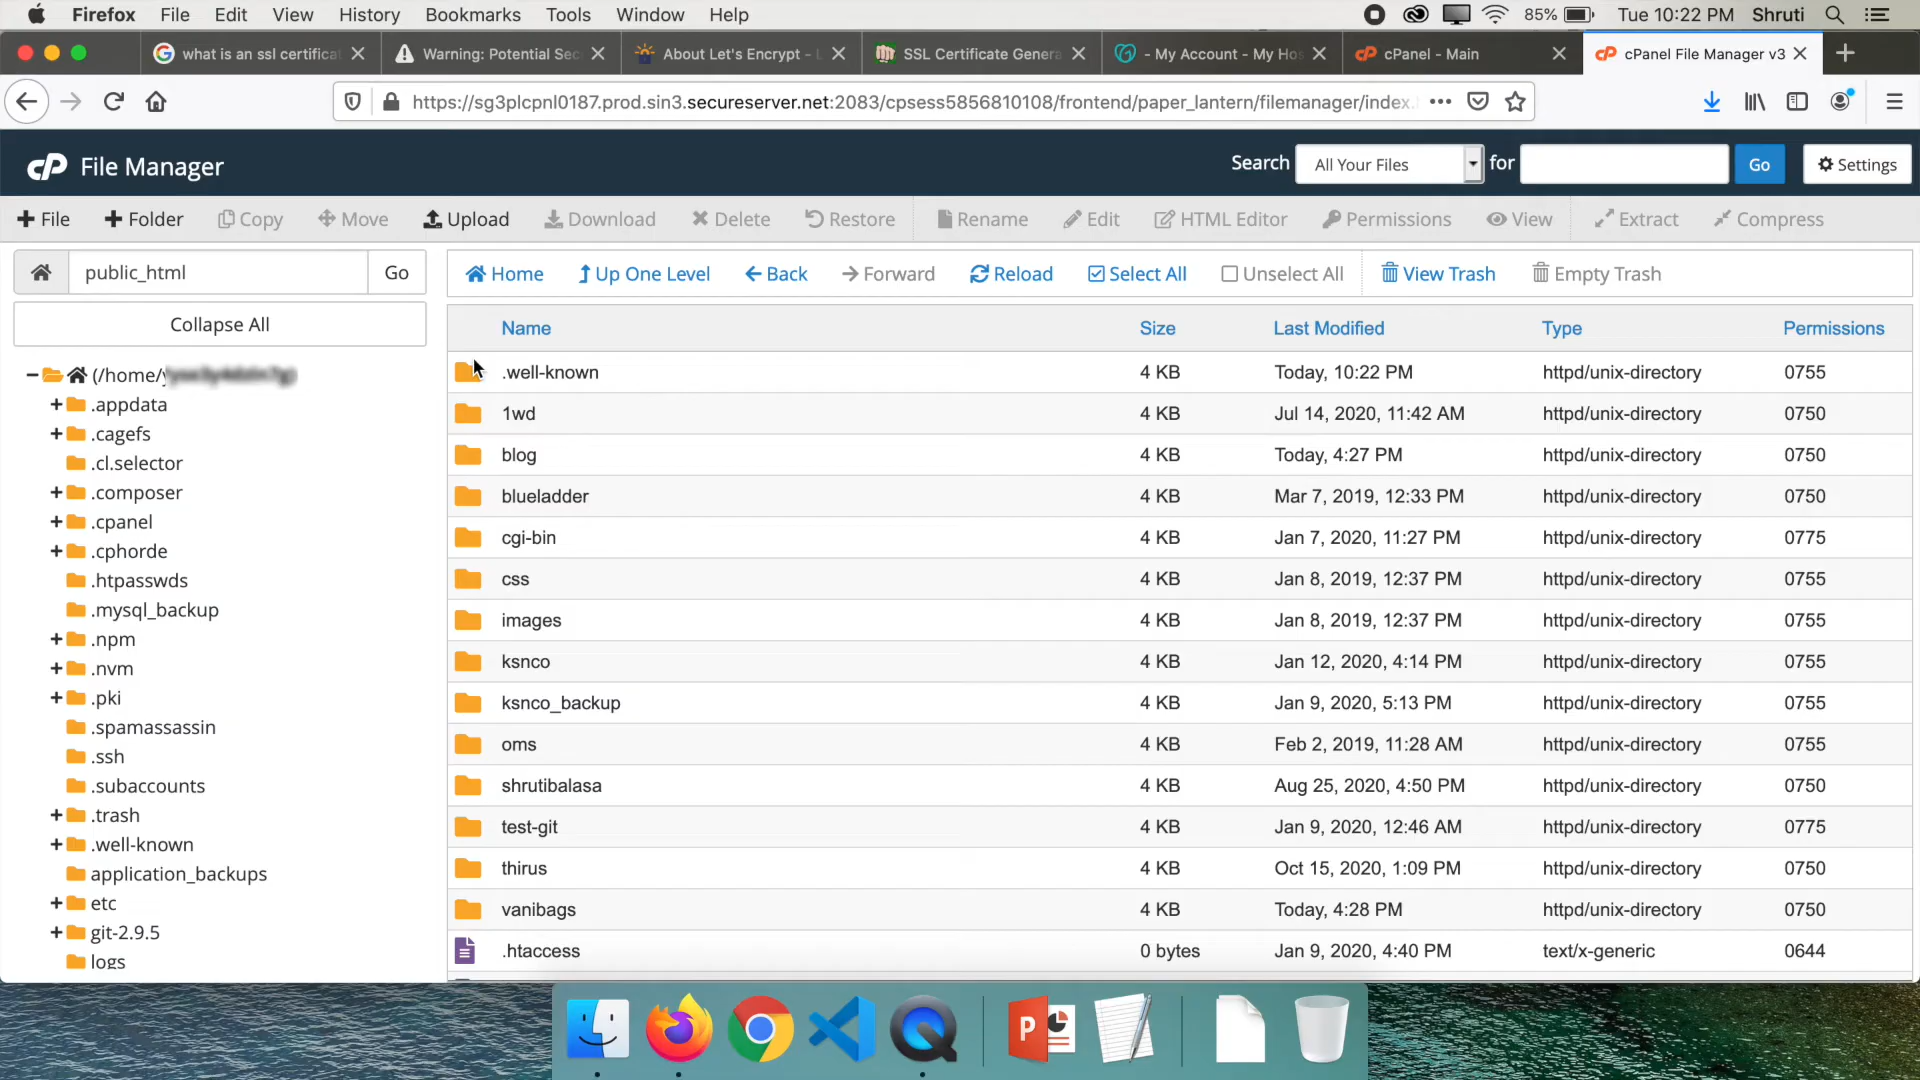 Firefox File Edit View History Bookmarks Tools Window Help 85% Tue 10:22 PM Shruti
what is an ssl certifica Warning: Potential Sec About Let's Encrypt - L SSL Certificate Genera - My Account - My Ho cPanel - Main cPanel File Manager v3
https://sg3plcpnl0187.prod.sin3.secureserver.net:2083/cpsess5856810108/frontend/paper_lantern/filemanager/index.
cP File Manager Search All Your Files for Go Settings
File Folder Copy Move Upload Download Delete Restore Rename Edit HTML Editor Permissions View Extract Compress
public_html Go Home Up One Level Back Forward Reload Select All Unselect All View Trash Empty Trash
Collapse All
(/home/
.appdata
.cagefs
.cl.selector
.composer
.cpanel
.cphorde
.htpasswds
.mysql_backup
.npm
.nvm
.pki
.spamassassin
.ssh
.subaccounts
.trash
.well-known
application_backups
etc
git-2.9.5
logs
Name Size Last Modified Type Permissions
.well-known 4 KB Today, 10:22 PM httpd/unix-directory 0755
1wd 4 KB Jul 14, 2020, 11:42 AM httpd/unix-directory 0750
blog 4 KB Today, 4:27 PM httpd/unix-directory 0750
blueladder 4 KB Mar 7, 2019, 12:33 PM httpd/unix-directory 0750
cgi-bin 4 KB Jan 7, 2020, 11:27 PM httpd/unix-directory 0775
css 4 KB Jan 8, 2019, 12:37 PM httpd/unix-directory 0755
images 4 KB Jan 8, 2019, 12:37 PM httpd/unix-directory 0755
ksnco 4 KB Jan 12, 2020, 4:14 PM httpd/unix-directory 0755
ksnco_backup 4 KB Jan 9, 2020, 5:13 PM httpd/unix-directory 0755
oms 4 KB Feb 2, 2019, 11:28 AM httpd/unix-directory 0755
shrutibalasa 4 KB Aug 25, 2020, 4:50 PM httpd/unix-directory 0750
test-git 4 KB Jan 9, 2020, 12:46 AM httpd/unix-directory 0775
thirus 4 KB Oct 15, 2020, 1:09 PM httpd/unix-directory 0750
vanibags 4 KB Today, 4:28 PM httpd/unix-directory 0750
.htaccess 0 bytes Jan 9, 2020, 4:40 PM text/x-generic 0644
P